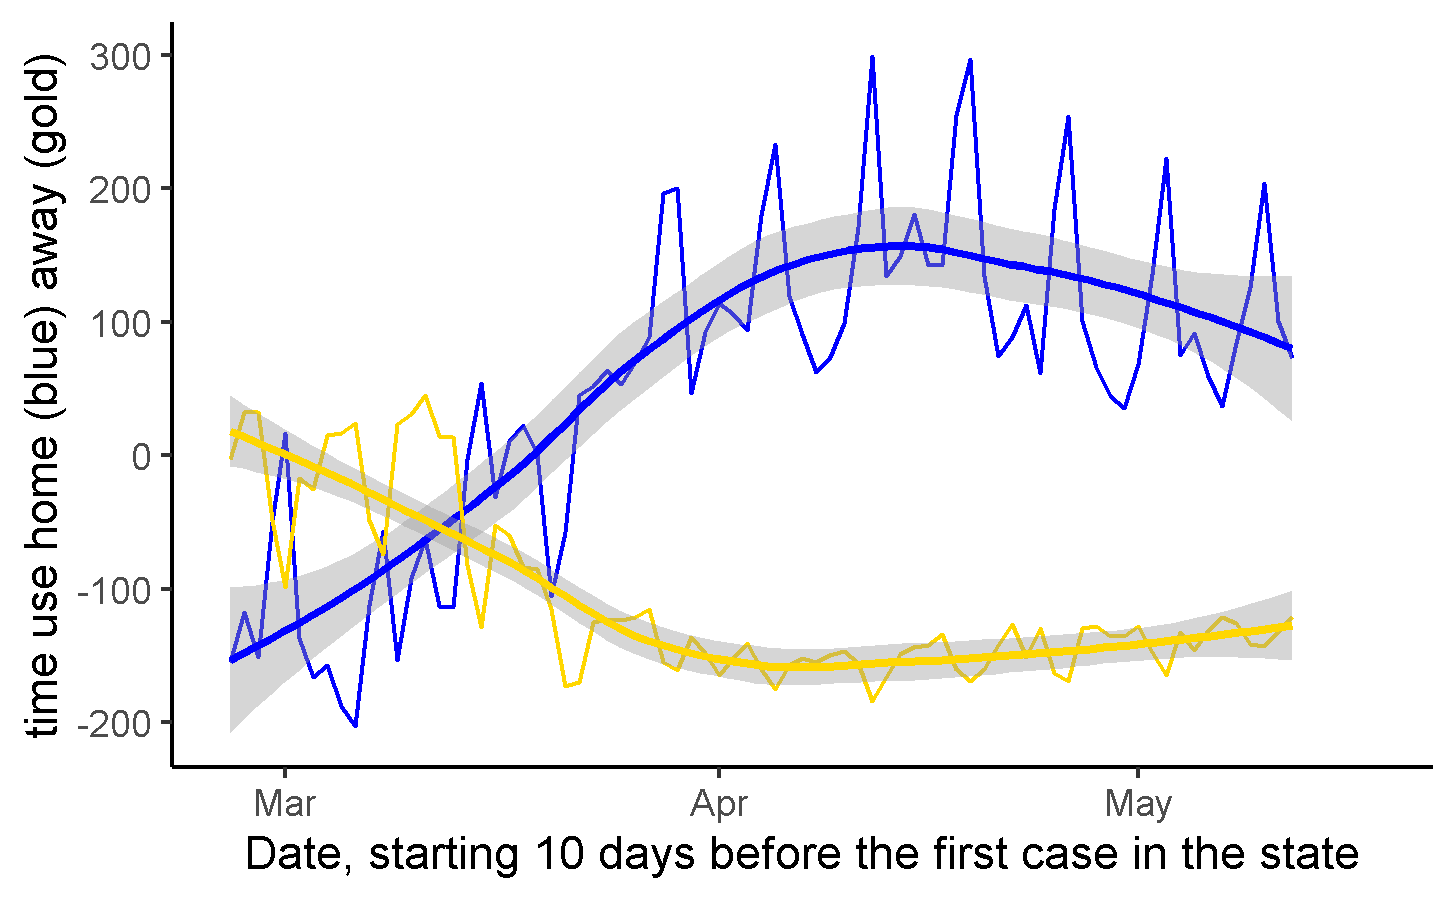 time use home (blue) away (gold)
300
200
100
0
-100
-200
Mar Apr May
Date, starting 10 days before the first case in the state